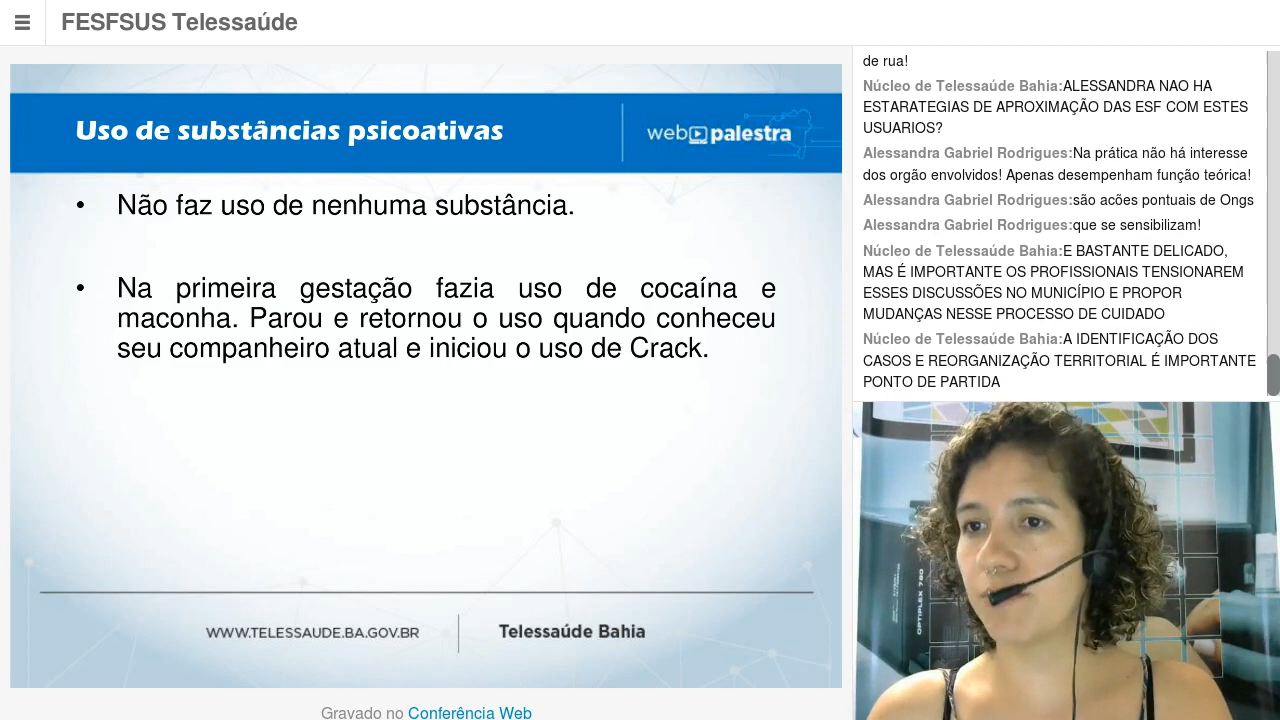 FESFSUS Telessaúde
Uso de substâncias psicoativas
web palestra
• Não faz uso de nenhuma substância.
• Na primeira gestação fazia uso de cocaína e
maconha. Parou e retornou o uso quando conheceu
seu companheiro atual e iniciou o uso de Crack.
WWW.TELESSAUDE.BA.GOV.BR
Telessaúde Bahia
Gravado no Conferência Web
de rua!
Núcleo de Telessaúde Bahia:ALESSANDRA NAO HA
ESTARATEGIAS DE APROXIMAÇÃO DAS ESF COM ESTES
USUARIOS?
Alessandra Gabriel Rodrigues:Na prática não há interesse
dos orgão envolvidos! Apenas desempenham função teórica!
Alessandra Gabriel Rodrigues:são acões pontuais de Ongs
Alessandra Gabriel Rodrigues:que se sensibilizam!
Núcleo de Telessaúde Bahia:E BASTANTE DELICADO,
MAS É IMPORTANTE OS PROFISSIONAIS TENSIONAREM
ESSES DISCUSSÕES NO MUNICÍPIO E PROPOR
MUDANÇAS NESSE PROCESSO DE CUIDADO
Núcleo de Telessaúde Bahia:A IDENTIFICAÇÃO DOS
CASOS E REORGANIZAÇÃO TERRITORIAL É IMPORTANTE
PONTO DE PARTIDA
OPTIPLEX 780